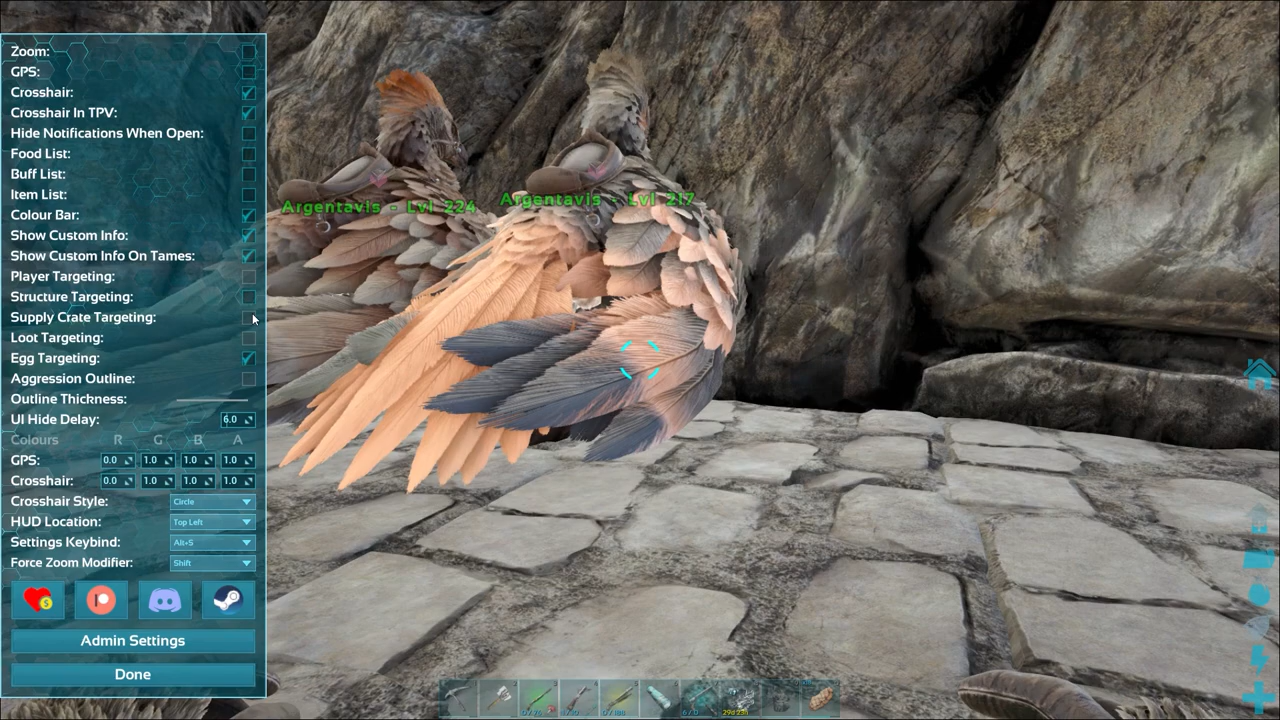 Zoom:
GPS:
Crosshair:
Crosshair In TPV:
Hide Notifications When Open:
Food List:
Buff List:
Item List:
Colour Bar:
Show Custom Info:
Show Custom Info On Tames:
Player Targeting:
Structure Targeting:
Supply Crate Targeting:
Loot Targeting:
Egg Targeting:
Aggression Outline:
Outline Thickness:
UI Hide Delay: 6.0
Colours R G B A
GPS: 0.0 1.0 1.0 1.0
Crosshair: 0.0 1.0 1.0 1.0
Crosshair Style: Circle
HUD Location: Top Left
Settings Keybind: Alt+S
Force Zoom Modifier: Shift
Admin Settings
Done
Argentavis - Lvl 224
Argentavis - Lvl 217